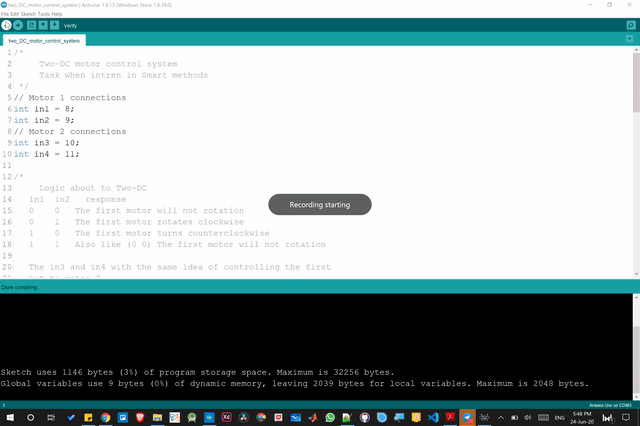 two_DC_motor_control_system | Arduino 1.8.13 (Windows Store 1.8.39.0)
File Edit Sketch Tools Help
Verify
two_DC_motor_control_system
1 /*
2 Two-DC motor control system
3 Task when intren in Smart methods
4 */
5 // Motor 1 connections
6 int in1 = 8;
7 int in2 = 9;
8 // Motor 2 connections
9 int in3 = 10;
10 int in4 = 11;
11
12 /*
13 Logic about to Two-DC
14 in1 in2 response
15 0 0 The first motor will not rotation
16 0 1 The first motor rotates clockwise
17 1 0 The first motor turns counterclockwise
18 1 1 Also like (0 0) The first motor will not rotation
19
20 The in3 and in4 with the same idea of controlling the first
Recording starting
Done compiling.
Sketch uses 1146 bytes (3%) of program storage space. Maximum is 32256 bytes.
Global variables use 9 bytes (0%) of dynamic memory, leaving 2039 bytes for local variables. Maximum is 2048 bytes.
3
Arduino Uno on COM3
ENG
5:48 PM
24-Jun-20